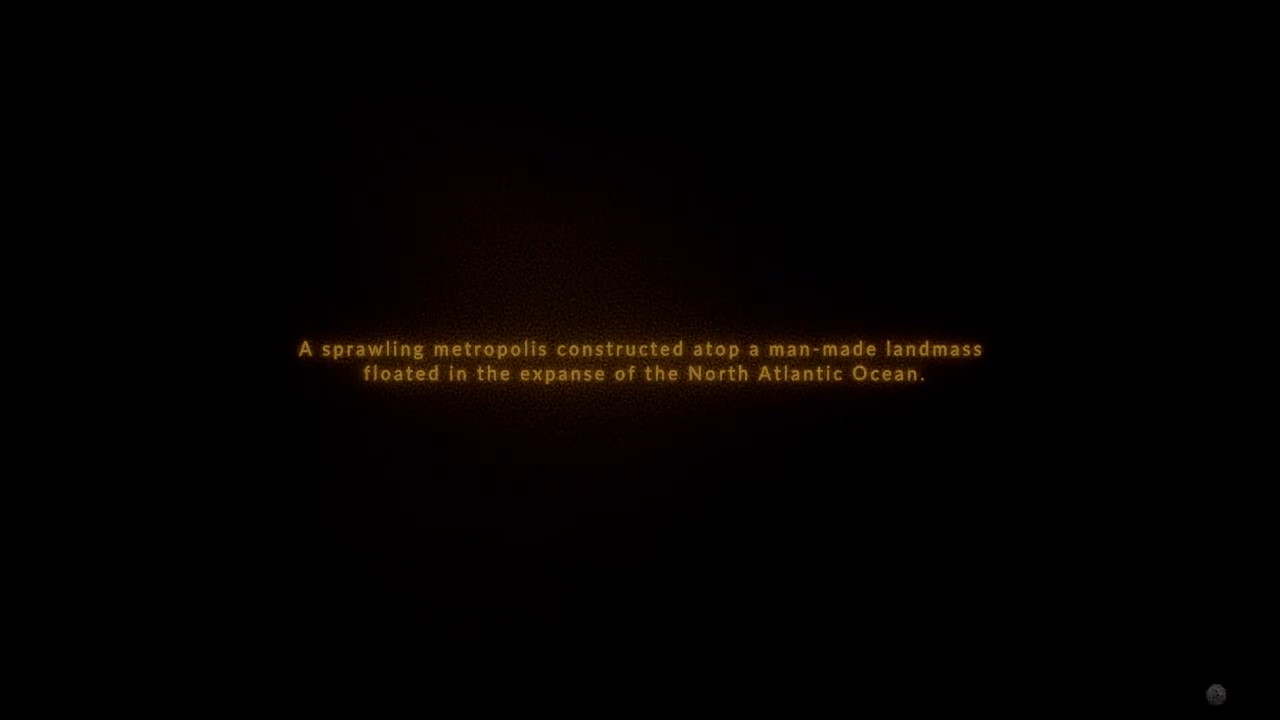 A sprawling metropolis constructed atop a man-made landmass
floated in the expanse of the North Atlantic Ocean.